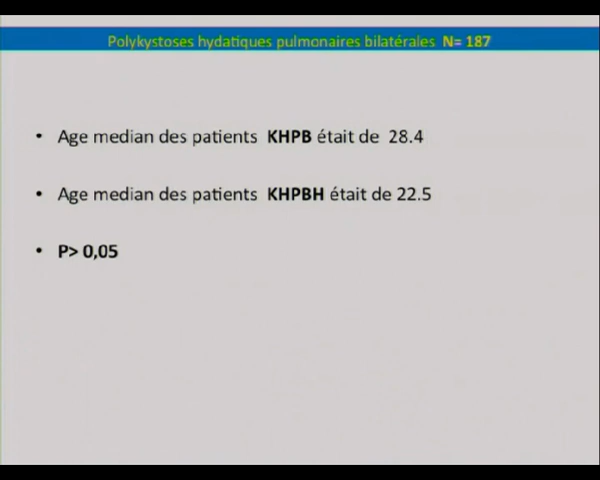 Polykystoses hydatiques pulmonaires bilatérales N= 187
• Age median des patients KHPB était de 28.4
• Age median des patients KHPBH était de 22.5
• P> 0,05